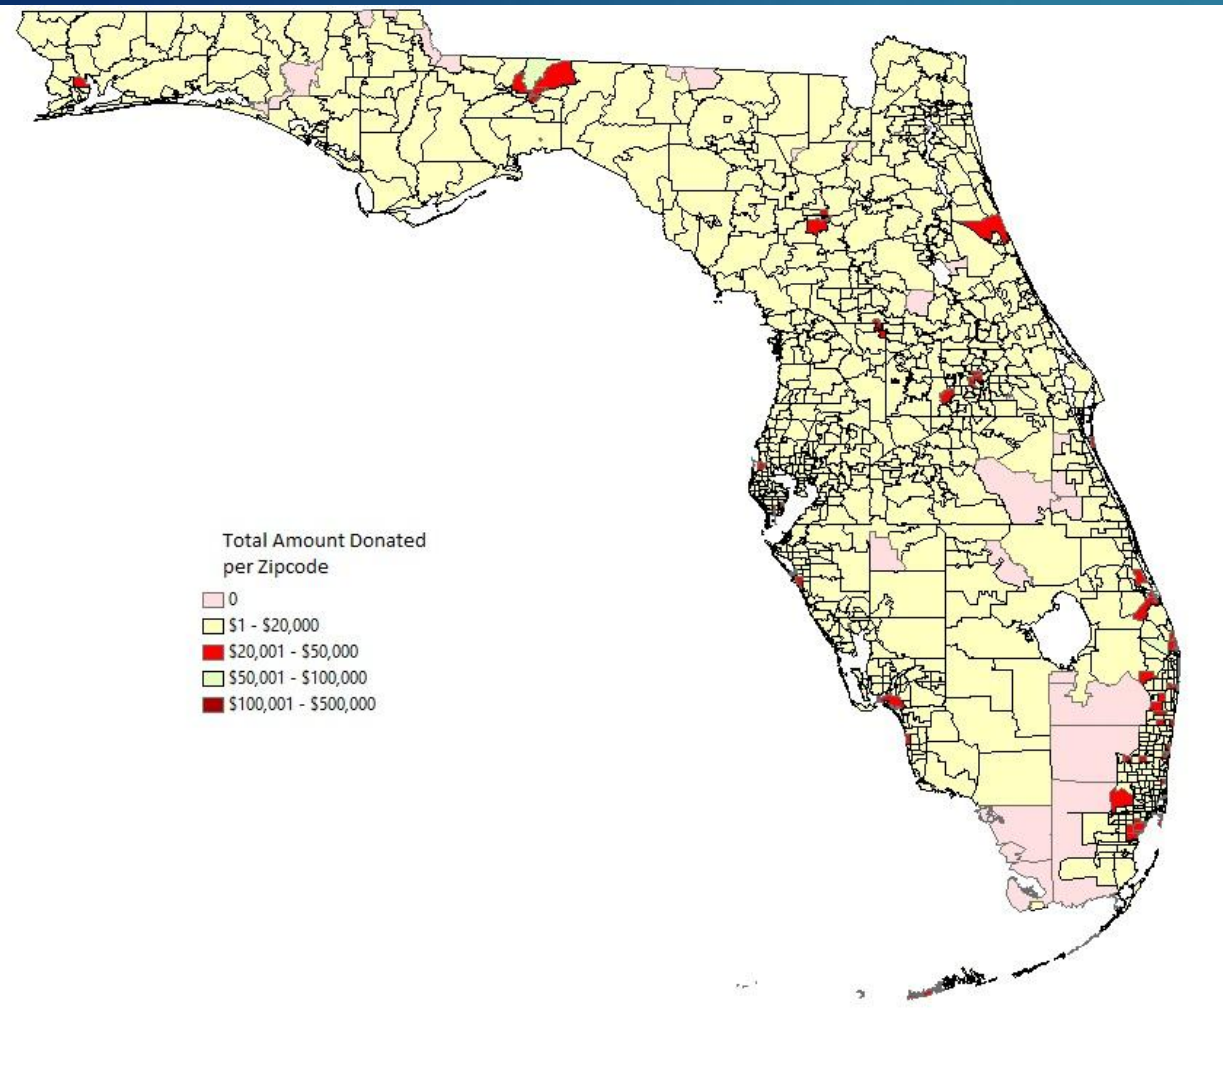 Total Amount Donated
per Zipcode
0
$1 - $20,000
$20,001 - $50,000
$50,001 - $100,000
$100,001 - $500,000